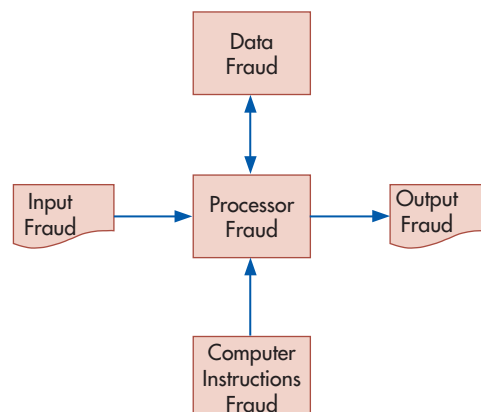 Data
Fraud
Input
Fraud
Processor
Fraud
Output
Fraud
Computer
Instructions
Fraud